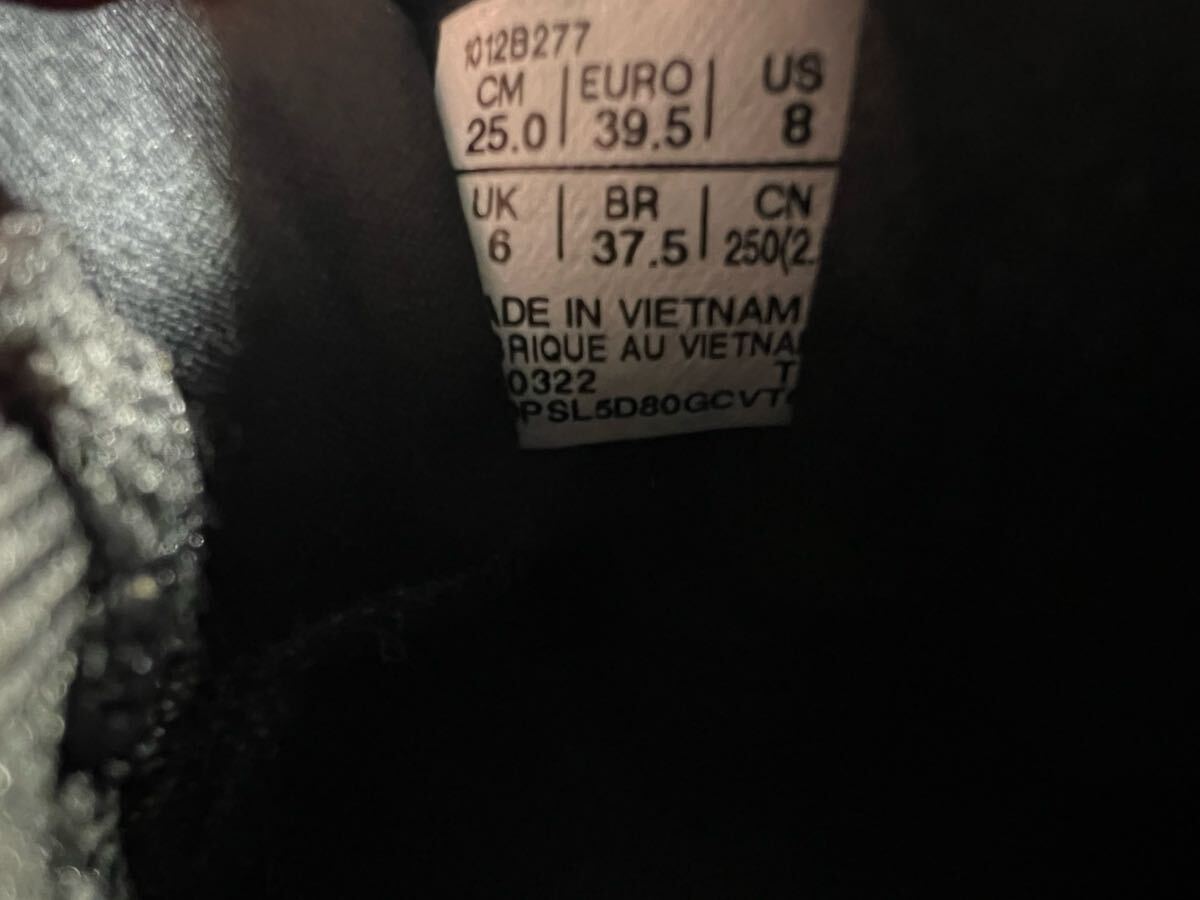 1012B277
CM | EURO | US
25.0 | 39.5 | 8
UK | BR | CN
6 | 37.5 | 250(2.
ADE IN VIETNAM
RIQUE AU VIETNA
0322 T
PSL5D80GCVT